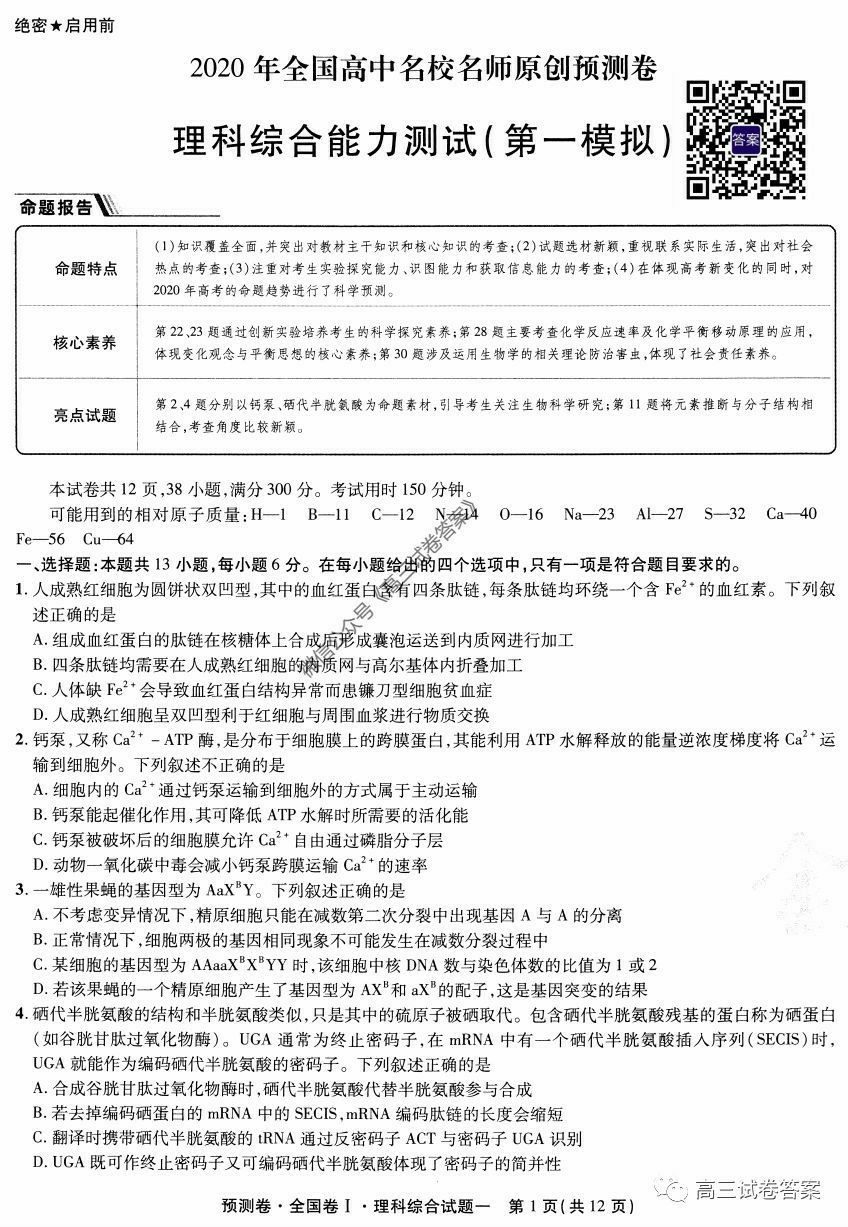 绝密★启用前
2020 年全国高中名校名师原创预测卷
理科综合能力测试(第一模拟)
答案
命题报告
命题特点
(1)知识覆盖全面,并突出对教材主干知识和核心知识的考查;(2)试题选材新颖,重视联系实际生活,突出对社会
热点的考查;(3)注重对考生实验探究能力、识图能力和获取信息能力的考查;(4)在体现高考新变化的同时,对
2020 年高考的命题趋势进行了科学预测。
核心素养
第 22、23 题通过创新实验培养考生的科学探究素养;第 28 题主要考查化学反应速率及化学平衡移动原理的应用,
体现变化观念与平衡思想的核心素养;第 30 题涉及运用生物学的相关理论防治害虫,体现了社会责任素养。
亮点试题
第 2、4 题分别以钙泵、硒代半胱氨酸为命题素材,引导考生关注生物科学研究;第 11 题将元素推断与分子结构相
结合,考查角度比较新颖。
本试卷共 12 页,38 小题,满分 300 分。考试用时 150 分钟。
可能用到的相对原子质量:H—1 B—11 C—12 N—14 O—16 Na—23 Al—27 S—32 Ca—40
Fe—56 Cu—64
一、选择题:本题共 13 小题,每小题 6 分。在每小题给出的四个选项中,只有一项是符合题目要求的。
1. 人成熟红细胞为圆饼状双凹型,其中的血红蛋白含有四条肽链,每条肽链均环绕一个含 Fe²⁺ 的血红素。下列叙
述正确的是
A. 组成血红蛋白的肽链在核糖体上合成后形成囊泡运送到内质网进行加工
B. 四条肽链均需要在人成熟红细胞的内质网与高尔基体内折叠加工
C. 人体缺 Fe²⁺ 会导致血红蛋白结构异常而患镰刀型细胞贫血症
D. 人成熟红细胞呈双凹型利于红细胞与周围血浆进行物质交换
2. 钙泵,又称 Ca²⁺ -ATP 酶,是分布于细胞膜上的跨膜蛋白,其能利用 ATP 水解释放的能量逆浓度梯度将 Ca²⁺ 运
输到细胞外。下列叙述不正确的是
A. 细胞内的 Ca²⁺ 通过钙泵运输到细胞外的方式属于主动运输
B. 钙泵能起催化作用,其可降低 ATP 水解时所需要的活化能
C. 钙泵被破坏后的细胞膜允许 Ca²⁺ 自由通过磷脂分子层
D. 动物一氧化碳中毒会减小钙泵跨膜运输 Ca²⁺ 的速率
3. 一雄性果蝇的基因型为 AaXᴮY。下列叙述正确的是
A. 不考虑变异情况下,精原细胞只能在减数第二次分裂中出现基因 A 与 A 的分离
B. 正常情况下,细胞两极的基因相同现象不可能发生在减数分裂过程中
C. 某细胞的基因型为 AAaaXᴮXᴮYY 时,该细胞中核 DNA 数与染色体数的比值为 1 或 2
D. 若该果蝇的一个精原细胞产生了基因型为 AXᴮ 和 aXᴮ 的配子,这是基因突变的结果
4. 硒代半胱氨酸的结构和半胱氨酸类似,只是其中的硫原子被硒取代。包含硒代半胱氨酸残基的蛋白称为硒蛋白
(如谷胱甘肽过氧化物酶)。UGA 通常为终止密码子,在 mRNA 中有一个硒代半胱氨酸插入序列(SECIS)时,
UGA 就能作为编码硒代半胱氨酸的密码子。下列叙述正确的是
A. 合成谷胱甘肽过氧化物酶时,硒代半胱氨酸代替半胱氨酸参与合成
B. 若去掉编码硒蛋白的 mRNA 中的 SECIS,mRNA 编码肽链的长度会缩短
C. 翻译时携带硒代半胱氨酸的 tRNA 通过反密码子 ACT 与密码子 UGA 识别
D. UGA 既可作终止密码子又可编码硒代半胱氨酸体现了密码子的简并性
微信公众号《高三试卷答案》
高三试卷答案
预测卷·全国卷Ⅰ·理科综合试题一 第 1 页(共 12 页)